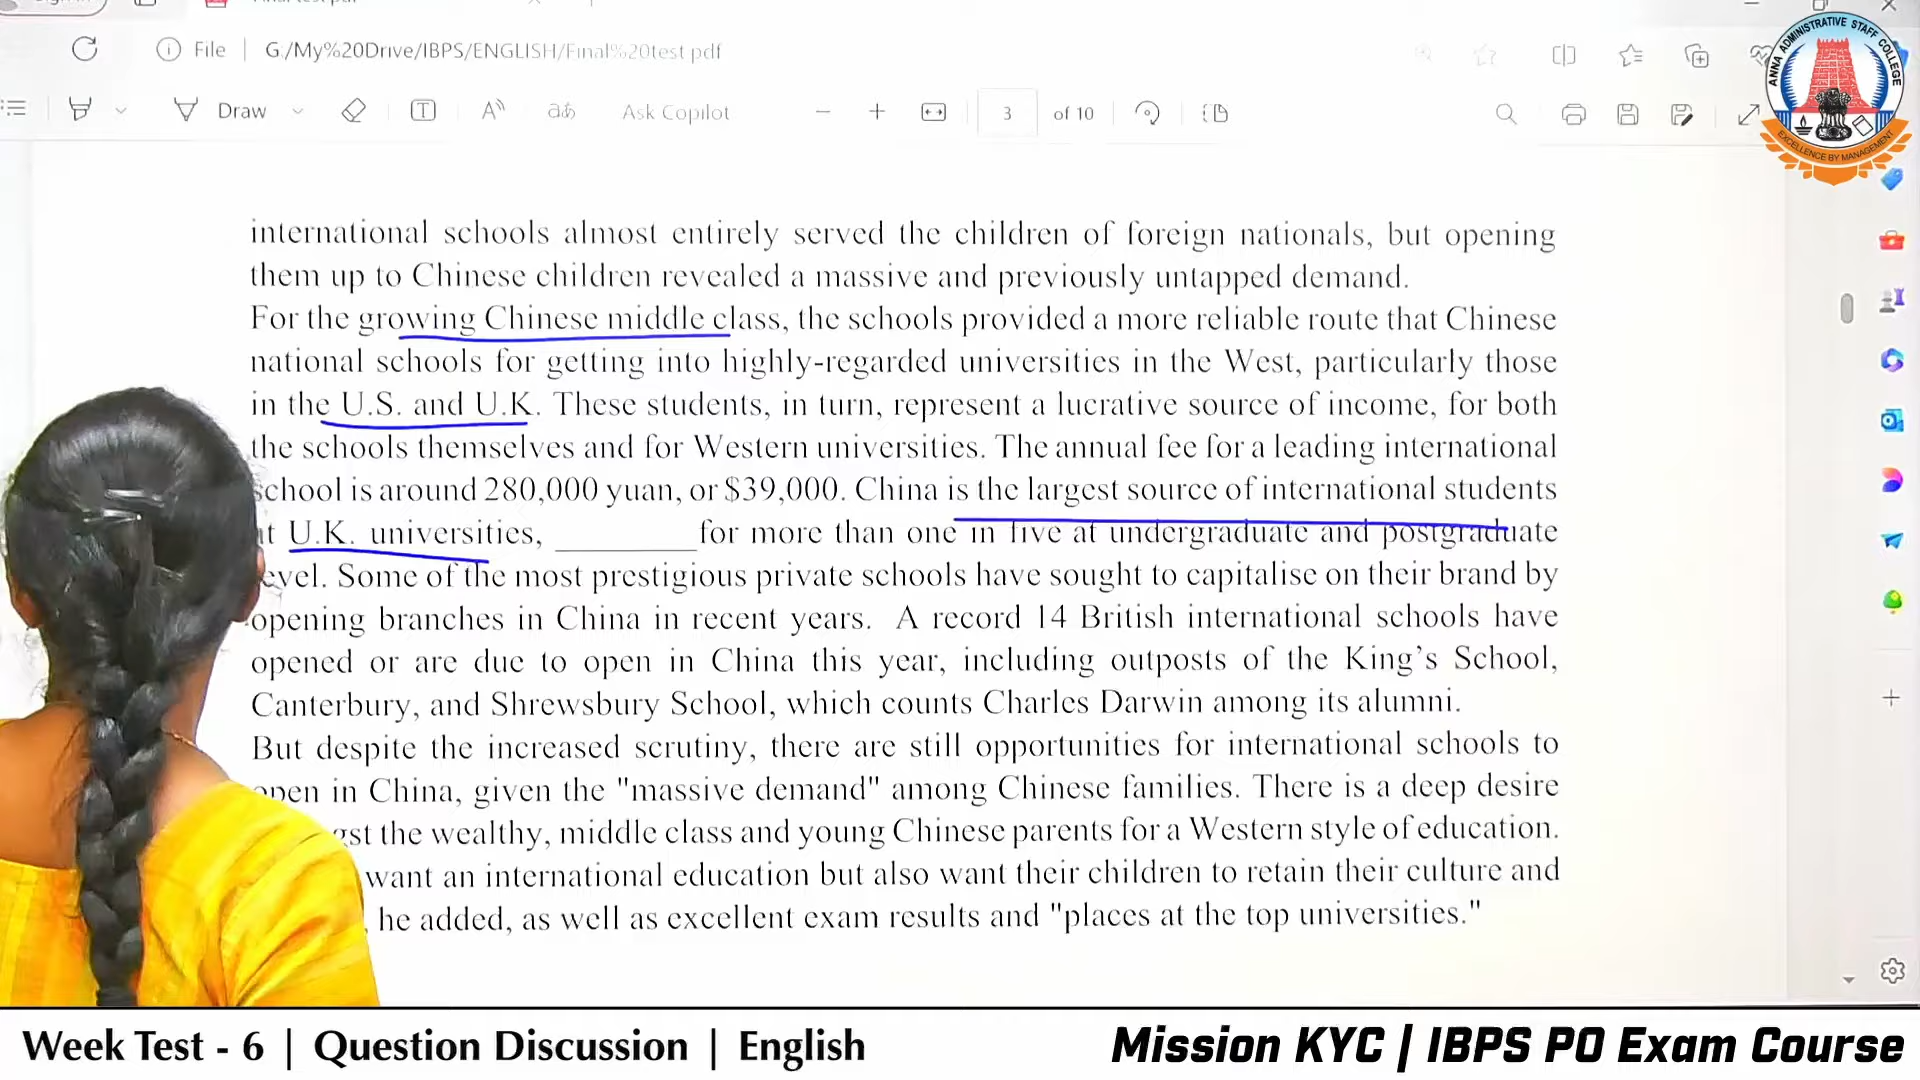 File | G:/My%20Drive/IBPS/ENGLISH/Final%20test pdf
Draw aあ Ask Copilot 3 of 10
ANNA ADMINISTRATIVE STAFF COLLEGE
EXCELLENCE BY MANAGEMENT
international schools almost entirely served the children of foreign nationals, but opening
them up to Chinese children revealed a massive and previously untapped demand.
For the growing Chinese middle class, the schools provided a more reliable route that Chinese
national schools for getting into highly-regarded universities in the West, particularly those
in the U.S. and U.K. These students, in turn, represent a lucrative source of income, for both
the schools themselves and for Western universities. The annual fee for a leading international
school is around 280,000 yuan, or $39,000. China is the largest source of international students
at U.K. universities, __________ for more than one in five at undergraduate and postgraduate
level. Some of the most prestigious private schools have sought to capitalise on their brand by
opening branches in China in recent years. A record 14 British international schools have
opened or are due to open in China this year, including outposts of the King's School,
Canterbury, and Shrewsbury School, which counts Charles Darwin among its alumni.
But despite the increased scrutiny, there are still opportunities for international schools to
open in China, given the "massive demand" among Chinese families. There is a deep desire
the wealthy, middle class and young Chinese parents for a Western style of education.
want an international education but also want their children to retain their culture and
he added, as well as excellent exam results and "places at the top universities."
Week Test - 6 | Question Discussion | English
Mission KYC | IBPS PO Exam Course